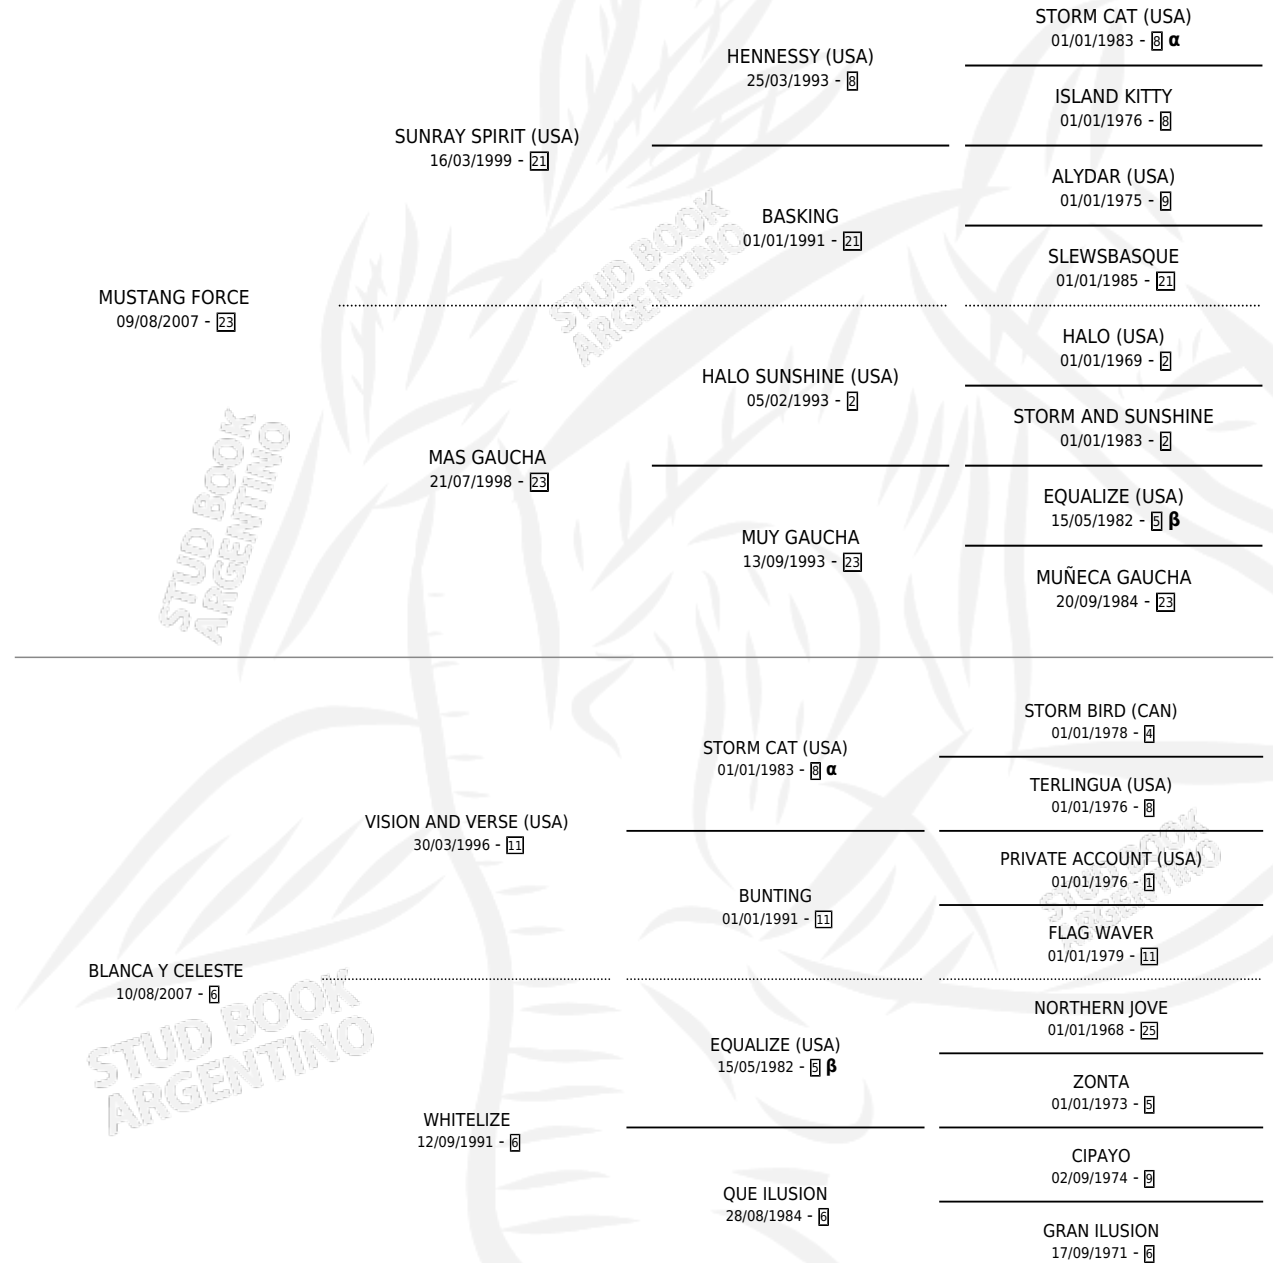 STORM CAT (USA)
01/01/1983 - 8 α
HENNESSY (USA)
25/03/1993 - 8
ISLAND KITTY
01/01/1976 - 8
SUNRAY SPIRIT (USA)
16/03/1999 - 21
ALYDAR (USA)
01/01/1975 - 9
BASKING
01/01/1991 - 21
SLEWSBASQUE
01/01/1985 - 21
MUSTANG FORCE
09/08/2007 - 23
HALO (USA)
01/01/1969 - 2
HALO SUNSHINE (USA)
05/02/1993 - 2
STORM AND SUNSHINE
01/01/1983 - 2
MAS GAUCHA
21/07/1998 - 23
EQUALIZE (USA)
15/05/1982 - 5 β
MUY GAUCHA
13/09/1993 - 23
MUÑECA GAUCHA
20/09/1984 - 23
STUD BOOK
ARGENTINO
STUD BOOK
ARGENTINO
STORM BIRD (CAN)
01/01/1978 - 4
STORM CAT (USA)
01/01/1983 - 8 α
TERLINGUA (USA)
01/01/1976 - 8
VISION AND VERSE (USA)
30/03/1996 - 11
PRIVATE ACCOUNT (USA)
01/01/1976 - 1
BUNTING
01/01/1991 - 11
FLAG WAVER
01/01/1979 - 11
BLANCA Y CELESTE
10/08/2007 - 6
NORTHERN JOVE
01/01/1968 - 25
EQUALIZE (USA)
15/05/1982 - 5 β
ZONTA
01/01/1973 - 5
WHITELIZE
12/09/1991 - 6
CIPAYO
02/09/1974 - 9
QUE ILUSION
28/08/1984 - 6
GRAN ILUSION
17/09/1971 - 6
STUD BOOK
ARGENTINO
STUD BOOK
ARGENTINO